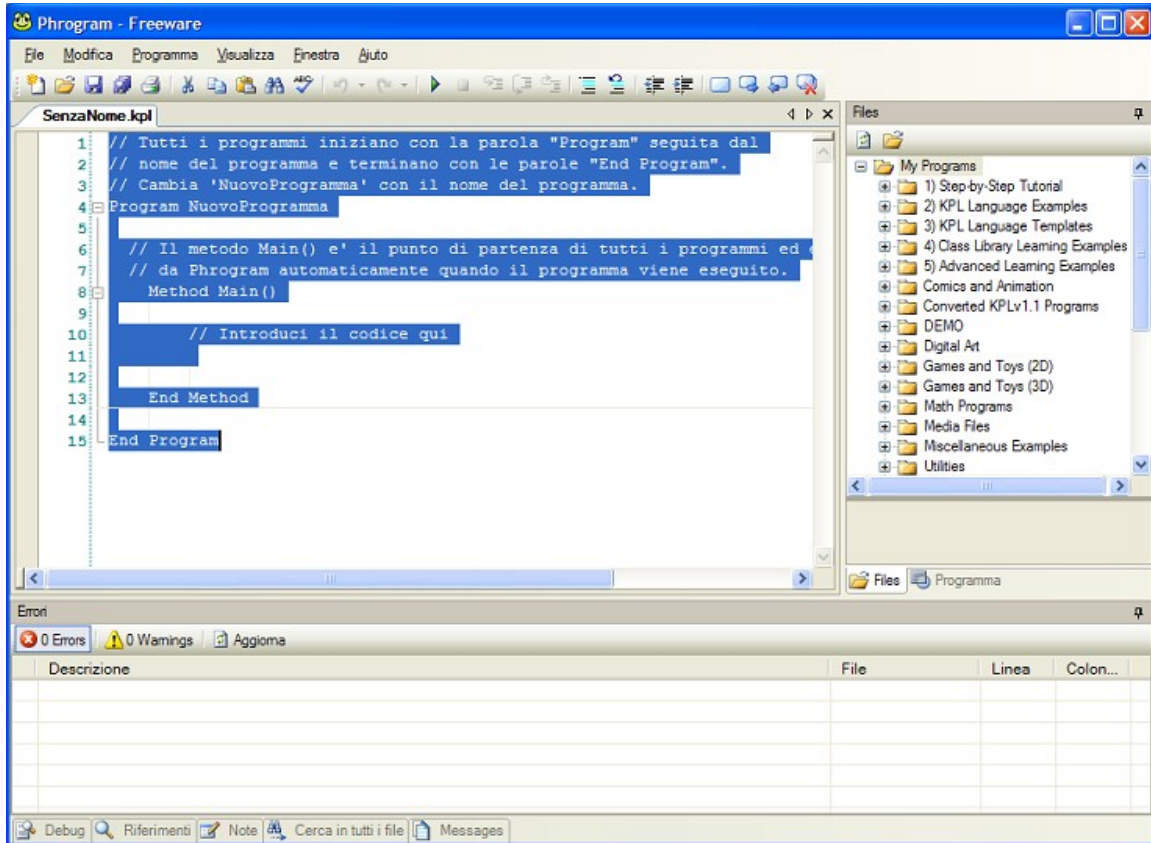 Phrogram - Freeware
File Modifica Programma Visualizza Finestra Aiuto
SenzaNome.kpl
1 // Tutti i programmi iniziano con la parola "Program" seguita dal
2 // nome del programma e terminano con le parole "End Program".
3 // Cambia 'NuovoProgramma' con il nome del programma.
4 Program NuovoProgramma
5
6 // Il metodo Main() e' il punto di partenza di tutti i programmi ed
7 // da Phrogram automaticamente quando il programma viene eseguito.
8 Method Main()
9
10 // Introduci il codice qui
11
12
13 End Method
14
15 End Program
Files
My Programs
1) Step-by-Step Tutorial
2) KPL Language Examples
3) KPL Language Templates
4) Class Library Learning Examples
5) Advanced Learning Examples
Comics and Animation
Converted KPLv1.1 Programs
DEMO
Digital Art
Games and Toys (2D)
Games and Toys (3D)
Math Programs
Media Files
Miscellaneous Examples
Utilities
Files Programma
Errori
0 Errors 0 Warnings Aggiorna
Descrizione File Linea Colon...
Debug Riferimenti Note Cerca in tutti i file Messages